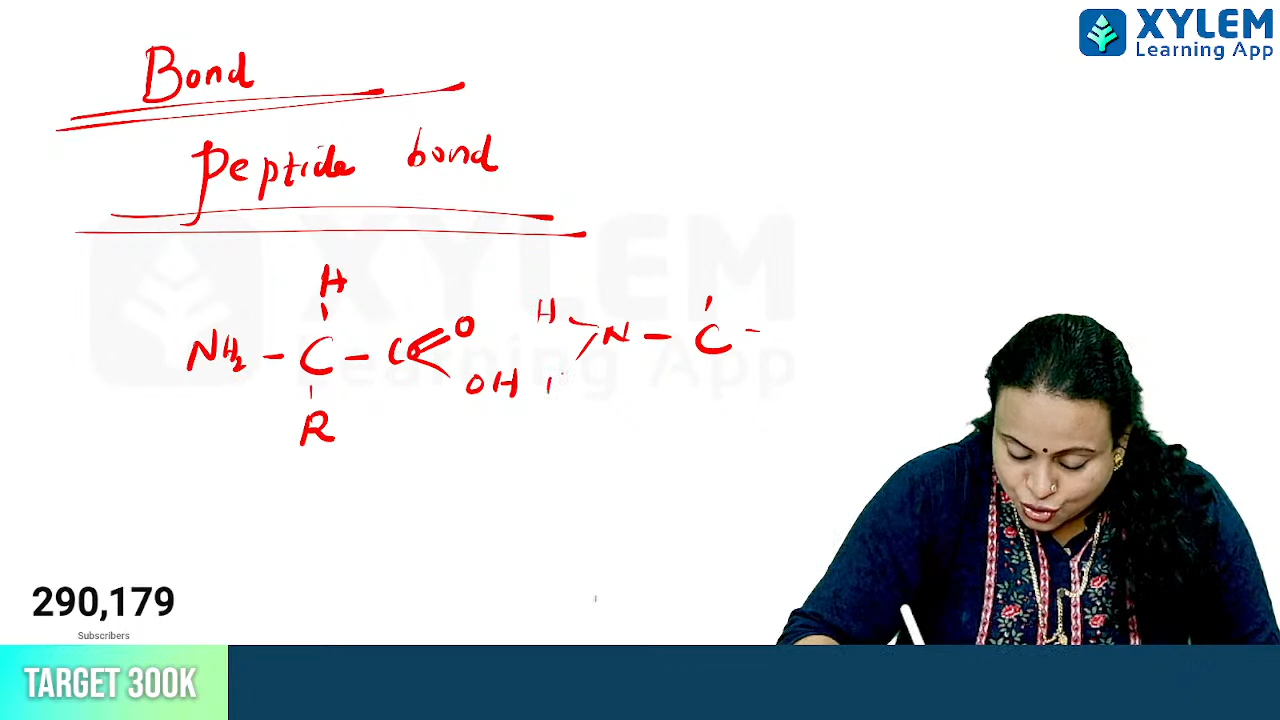 XYLEM
Learning App
Bond
Peptide bond
H
NH2 - C - C O
OH
R
H N - C -
290,179
Subscribers
TARGET 300K